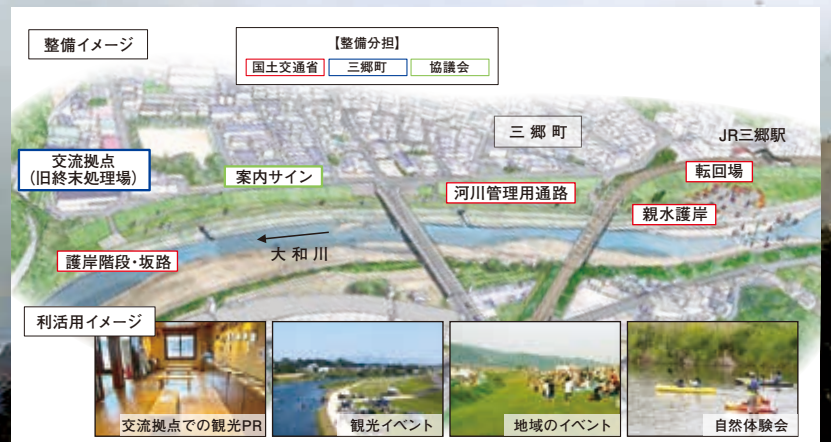 整備イメージ
【整備分担】
国土交通省 三郷町 協議会
三郷町
JR三郷駅
交流拠点
(旧終末処理場)
案内サイン
転回場
河川管理用通路
親水護岸
大和川
護岸階段・坂路
利活用イメージ
交流拠点での観光PR
観光イベント
地域のイベント
自然体験会